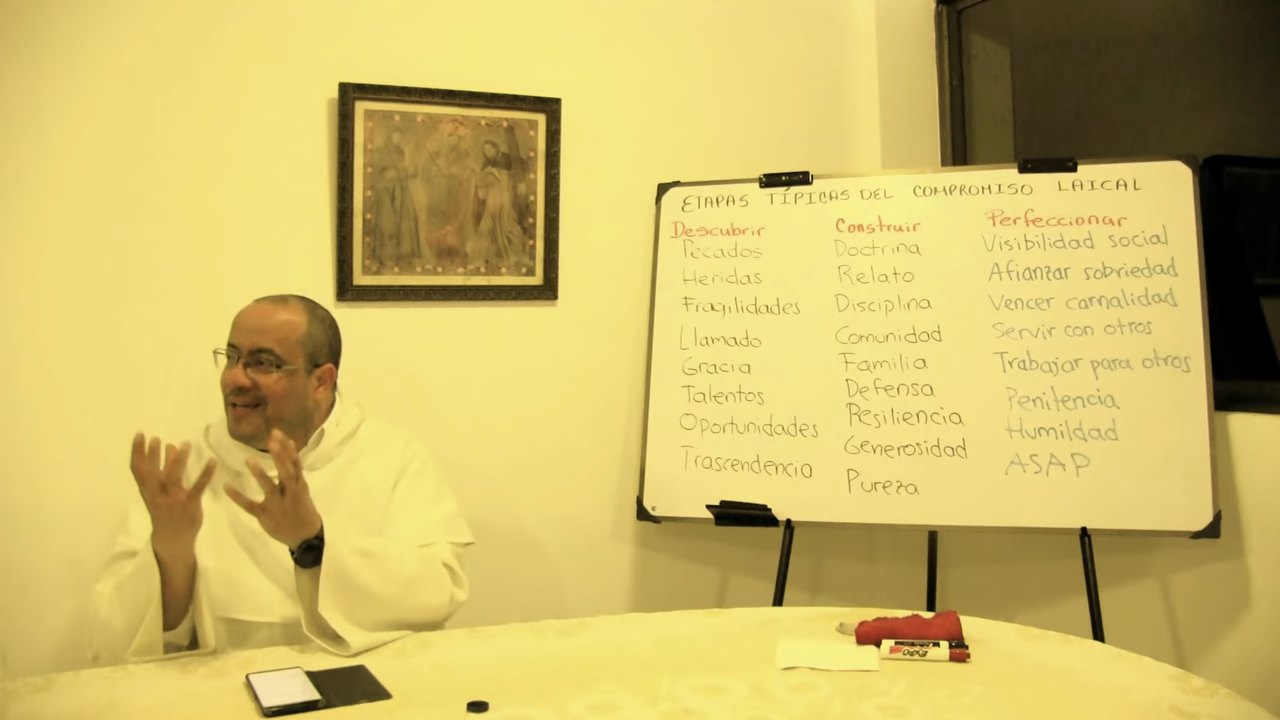 ETAPAS TÍPICAS DEL COMPROMISO LAICAL
Descubrir
Pecados
Heridas
Fragilidades
Llamado
Gracia
Talentos
Oportunidades
Trascendencia
Construir
Doctrina
Relato
Disciplina
Comunidad
Familia
Defensa
Resiliencia
Generosidad
Pureza
Perfeccionar
Visibilidad social
Afianzar sobriedad
Vencer carnalidad
Servir con otros
Trabajar para otros
Penitencia
Humildad
ASAP
EXPO